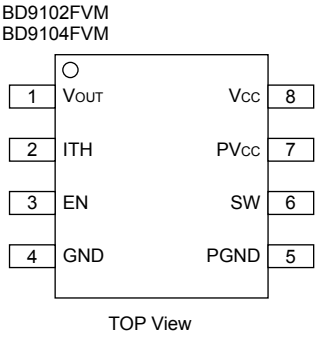 BD9102FVM
BD9104FVM
1 VOUT VCC 8
2 ITH PVCC 7
3 EN SW 6
4 GND PGND 5
TOP View